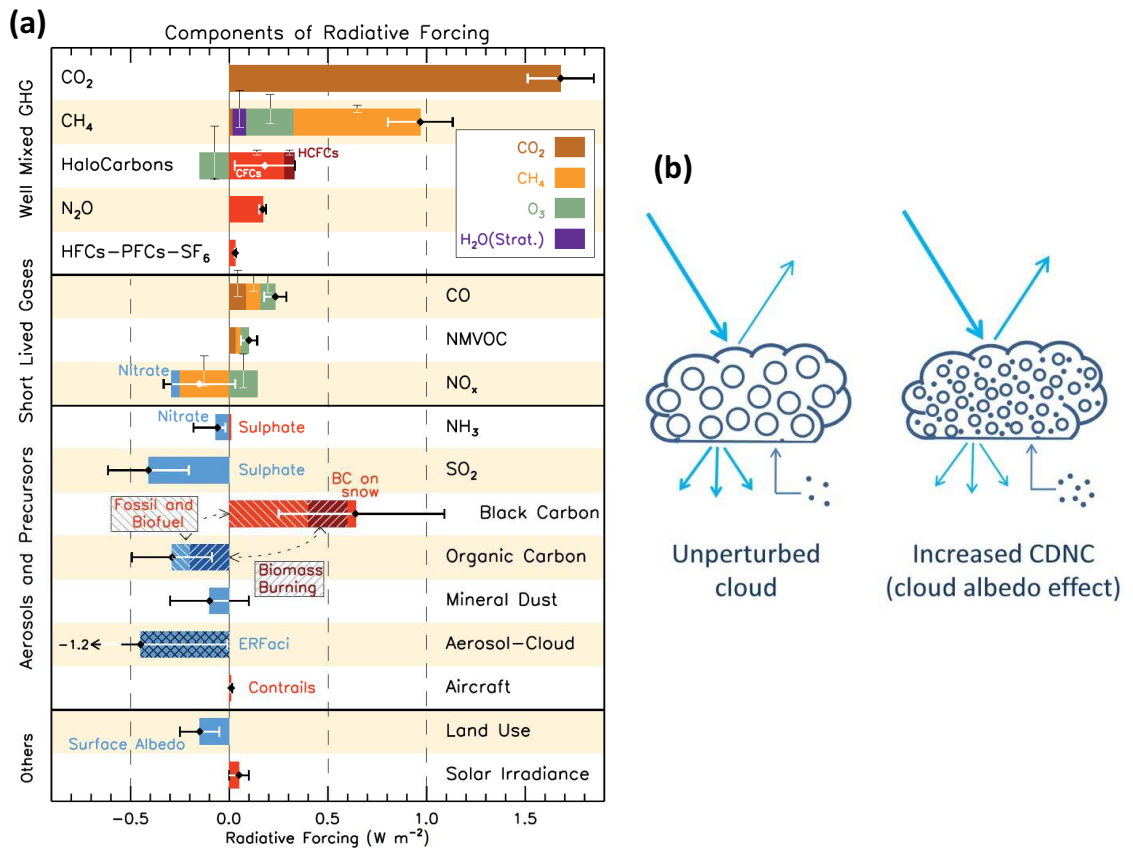 (a)
Components of Radiative Forcing
Well Mixed GHG
CO₂
CH₄
HaloCarbons
HCFCs
CFCs
N₂O
HFCs–PFCs–SF₆
CO₂
CH₄
O₃
H₂O(Strat.)
Short Lived Gases
CO
NMVOC
Nitrate
NOₓ
Aerosols and Precursors
Nitrate
Sulphate
NH₃
Sulphate
SO₂
BC on
snow
Fossil and
Biofuel
Black Carbon
Organic Carbon
Biomass
Burning
Mineral Dust
−1.2
ERFaci
Aerosol–Cloud
Contrails
Aircraft
Others
Land Use
Surface Albedo
Solar Irradiance
−0.5 0.0 0.5 1.0 1.5
Radiative Forcing (W m⁻²)
(b)
Unperturbed
cloud
Increased CDNC
(cloud albedo effect)